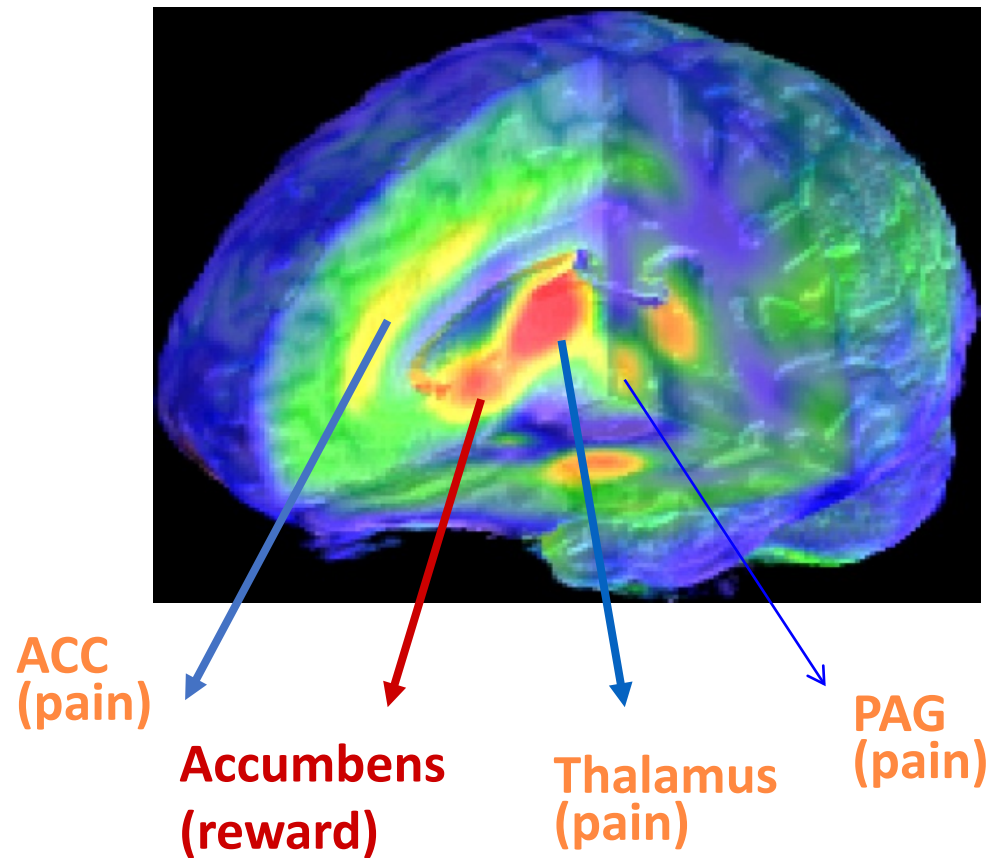 ACC
(pain)
Accumbens
(reward)
Thalamus
(pain)
PAG
(pain)